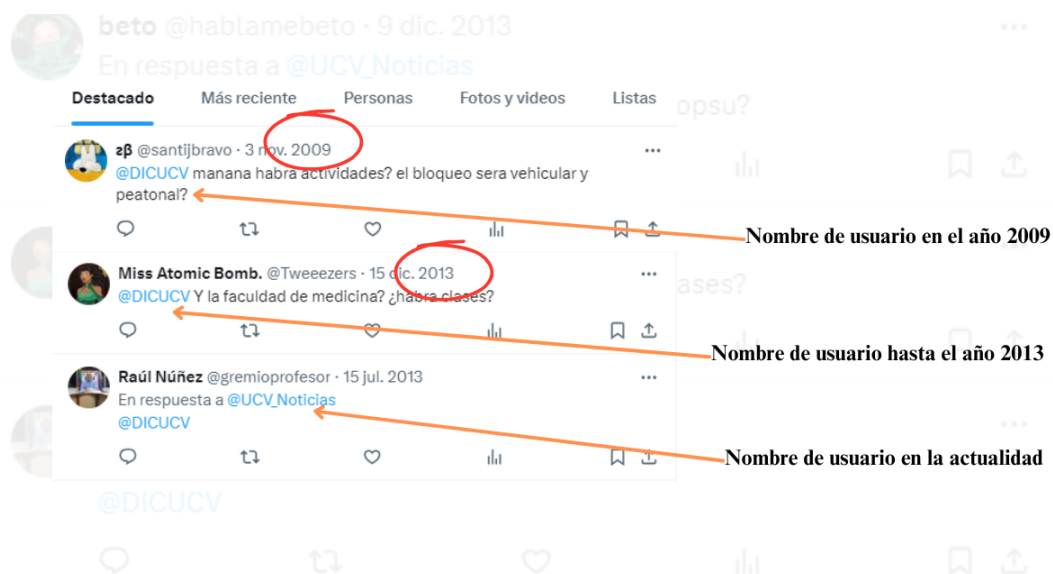 beto @hablamebeto · 9 dic. 2013
En respuesta a @UCV_Noticias
Destacado Más reciente Personas Fotos y videos Listas
opsu?
ƨβ @santijbravo · 3 nov. 2009
@DICUCV manana habra actividades? el bloqueo sera vehicular y
peatonal?
Nombre de usuario en el año 2009
Miss Atomic Bomb. @Tweeezers · 15 dic. 2013
@DICUCV Y la faculdad de medicina? ¿habra clases?
ases?
Nombre de usuario hasta el año 2013
Raúl Núñez @gremioprofesor · 15 jul. 2013
En respuesta a @UCV_Noticias
@DICUCV
Nombre de usuario en la actualidad
@DICUCV